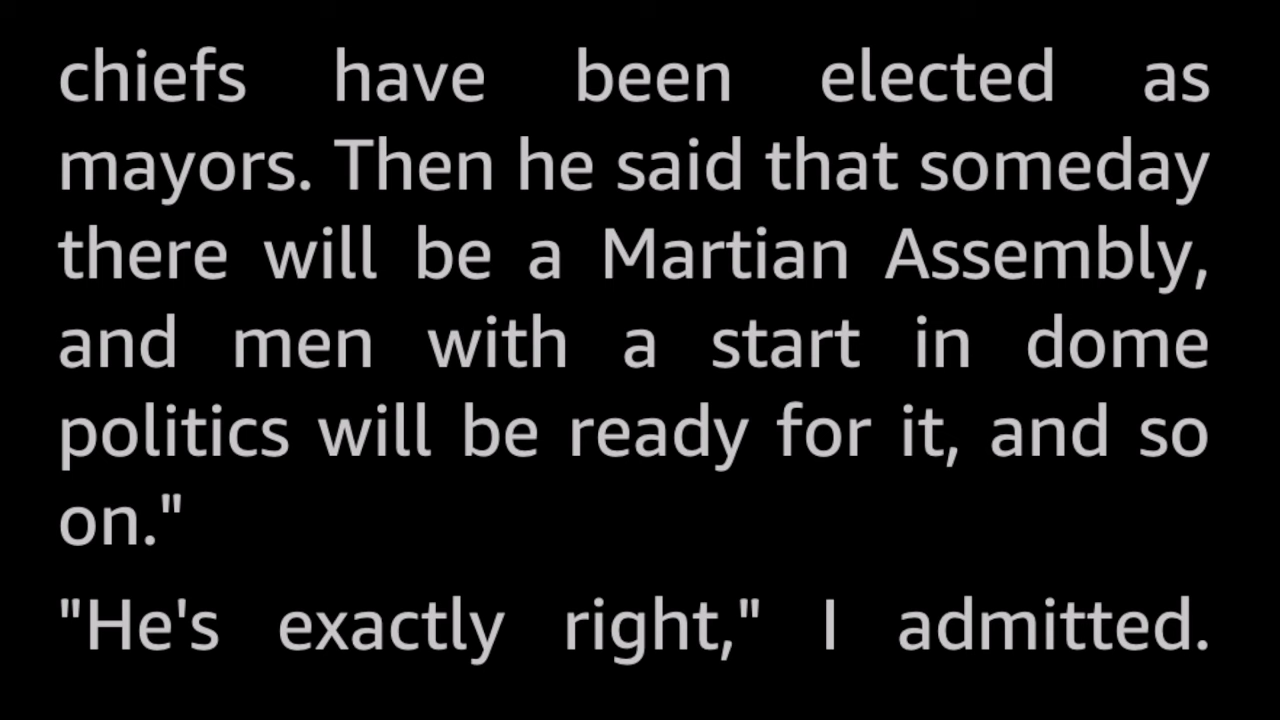 chiefs have been elected as
mayors. Then he said that someday
there will be a Martian Assembly,
and men with a start in dome
politics will be ready for it, and so
on."
"He's exactly right," I admitted.